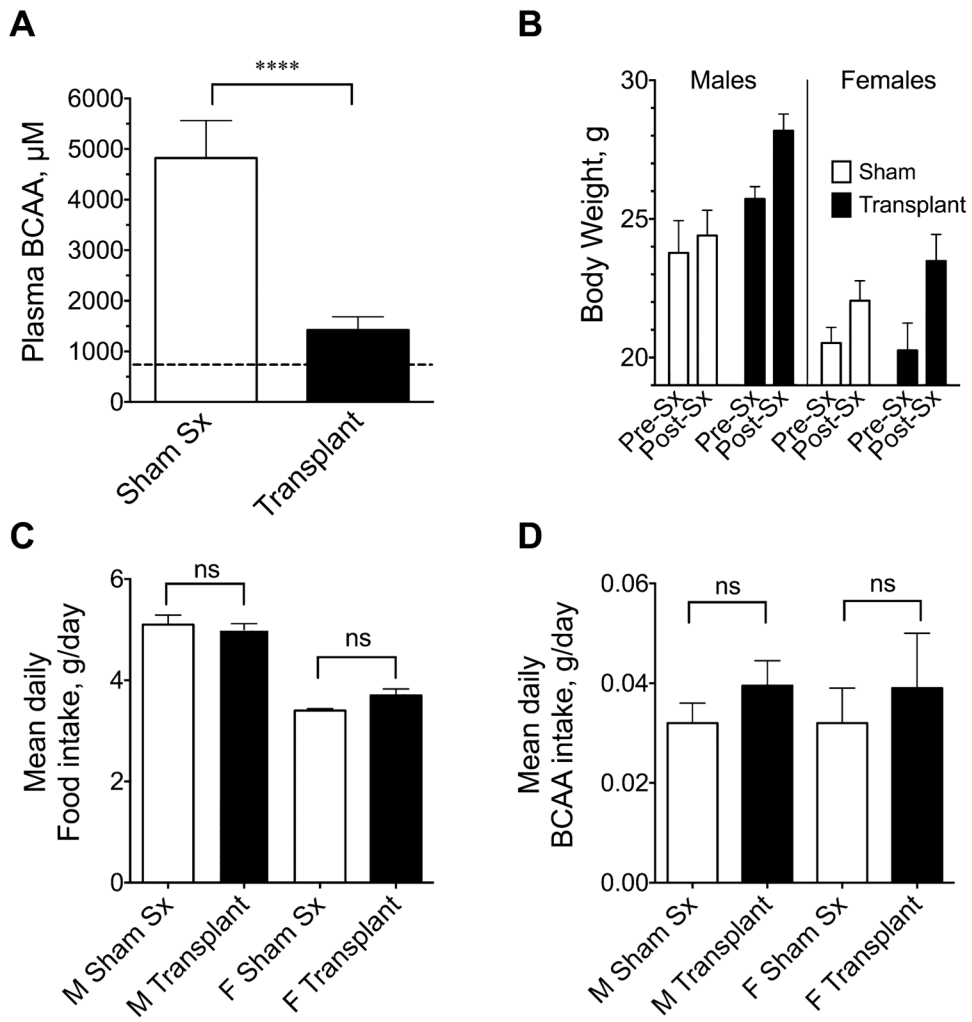 A
****
Plasma BCAA, µM
6000
5000
4000
3000
2000
1000
0
Sham Sx
Transplant
B
Body Weight, g
30
25
20
Males
Females
Sham
Transplant
Pre-Sx
Post-Sx
Pre-Sx
Post-Sx
Pre-Sx
Post-Sx
Pre-Sx
Post-Sx
C
Mean daily
Food intake, g/day
6
4
2
0
ns
ns
M Sham Sx
M Transplant
F Sham Sx
F Transplant
D
Mean daily
BCAA intake, g/day
0.06
0.04
0.02
0.00
ns
ns
M Sham Sx
M Transplant
F Sham Sx
F Transplant